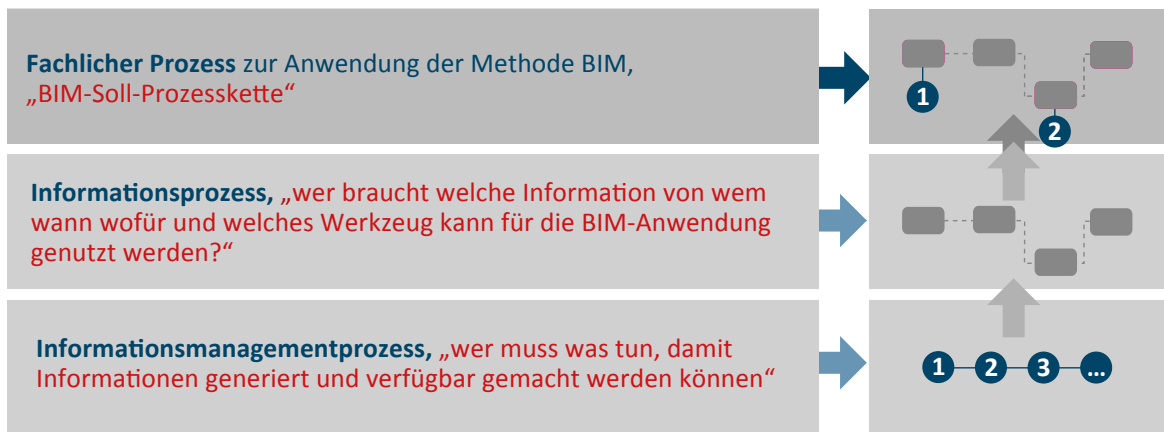 Fachlicher Prozess zur Anwendung der Methode BIM,
„BIM-Soll-Prozesskette“
1
2
Informationsprozess, „wer braucht welche Information von wem
wann wofür und welches Werkzeug kann für die BIM-Anwendung
genutzt werden?“
Informationsmanagementprozess, „wer muss was tun, damit
Informationen generiert und verfügbar gemacht werden können“
1 2 3 ...